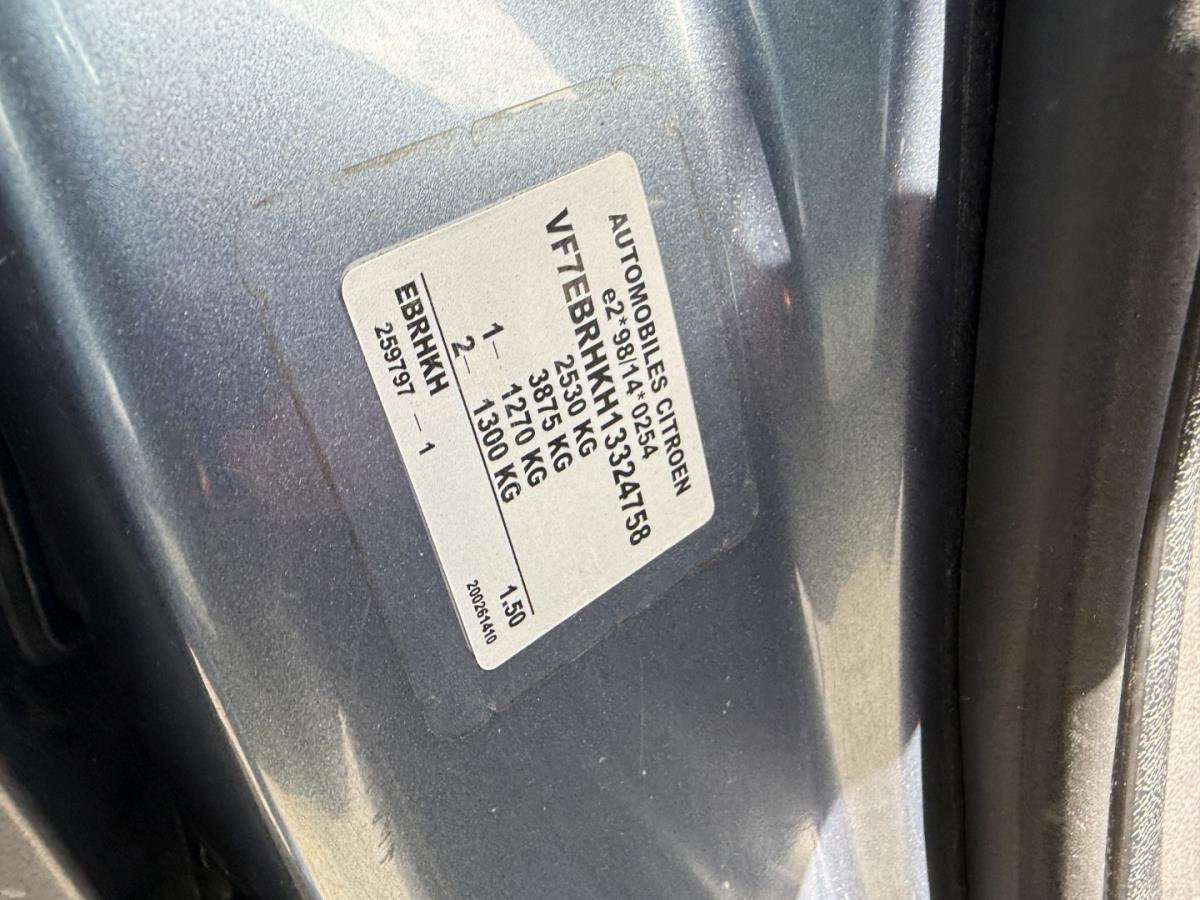 AUTOMOBILES CITROEN
e2*98/14*0254
VF7EBRHKH13324758
2530 KG
3875 KG
1– 1270 KG
2– 1300 KG
1.50
EBRHKH
200261410
259797 – 1